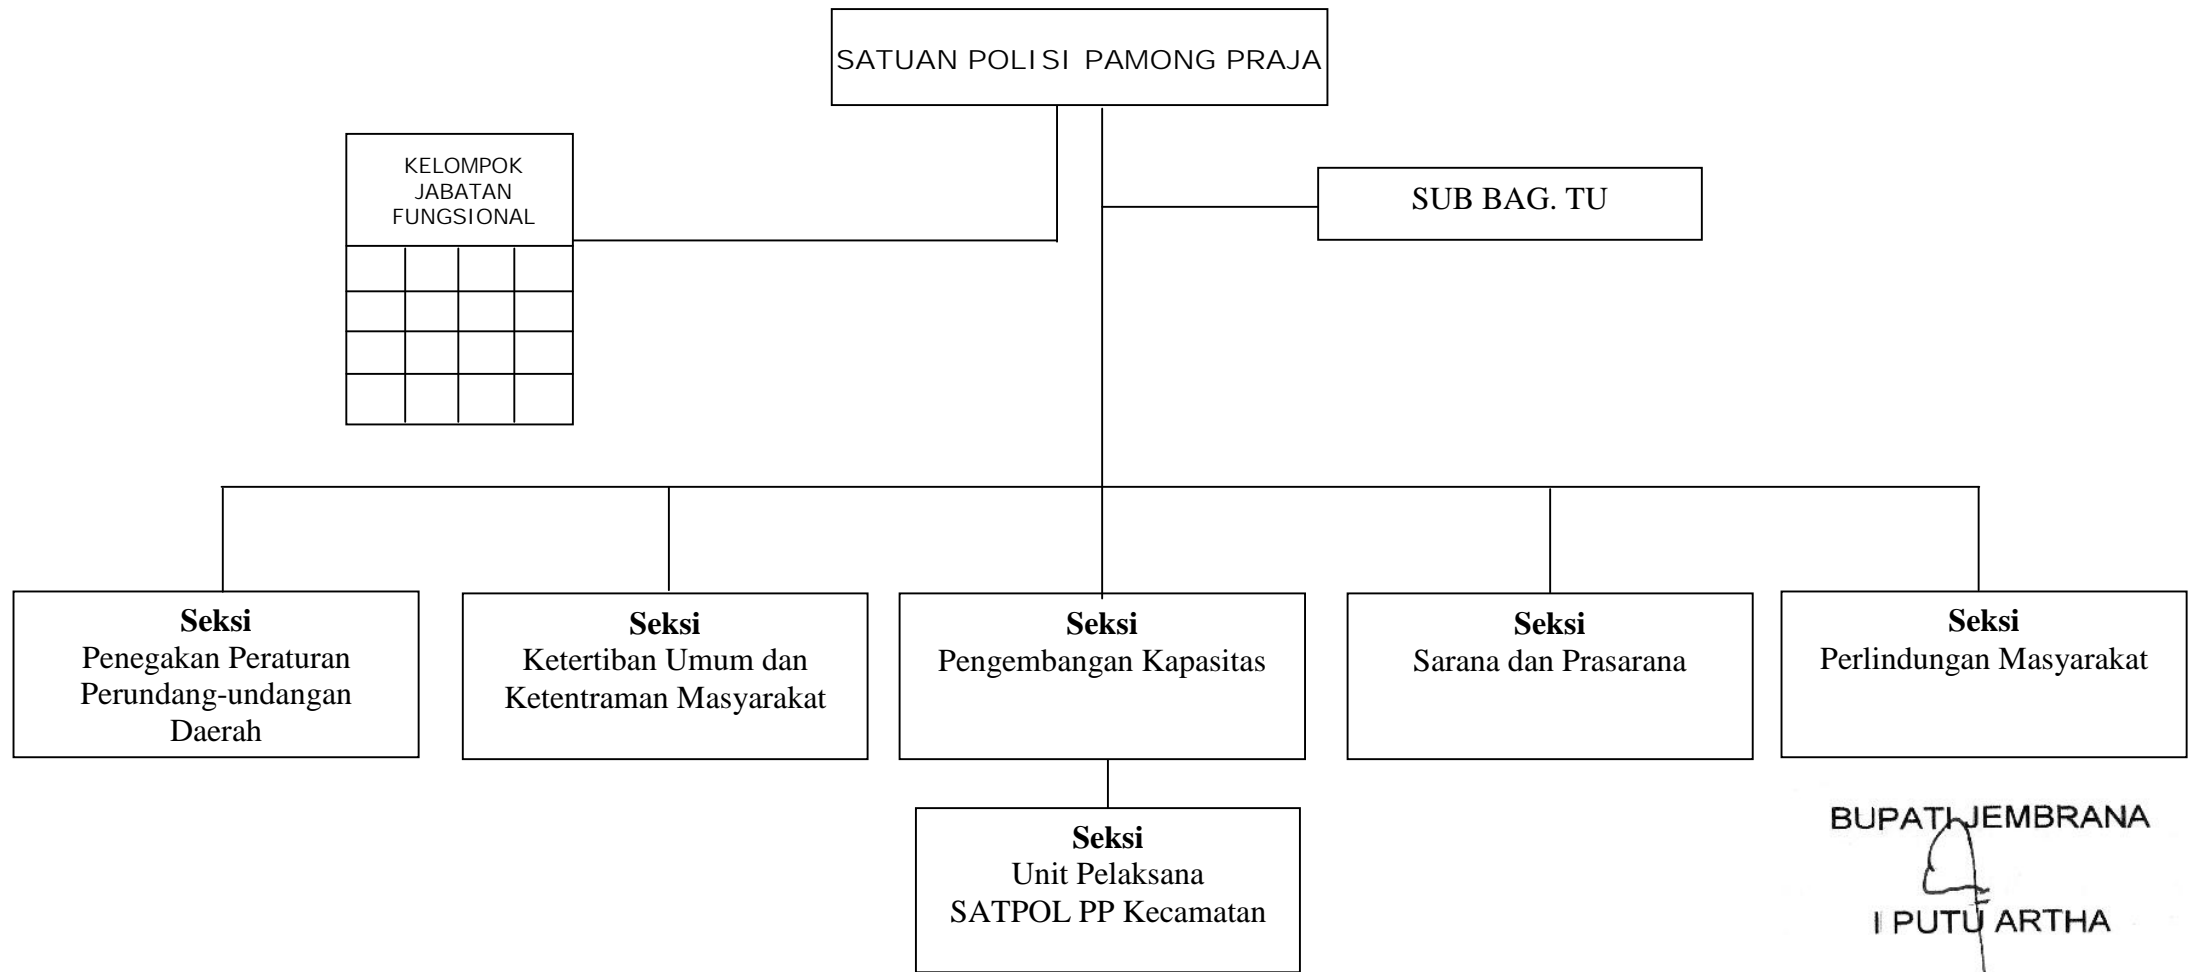 SATUAN POLISI PAMONG PRAJA
KELOMPOK
JABATAN
FUNGSIONAL
SUB BAG. TU
Seksi
Penegakan Peraturan
Perundang-undangan
Daerah
Seksi
Ketertiban Umum dan
Ketentraman Masyarakat
Seksi
Pengembangan Kapasitas
Seksi
Sarana dan Prasarana
Seksi
Perlindungan Masyarakat
Seksi
Unit Pelaksana
SATPOL PP Kecamatan
BUPATI JEMBRANA
I PUTU ARTHA